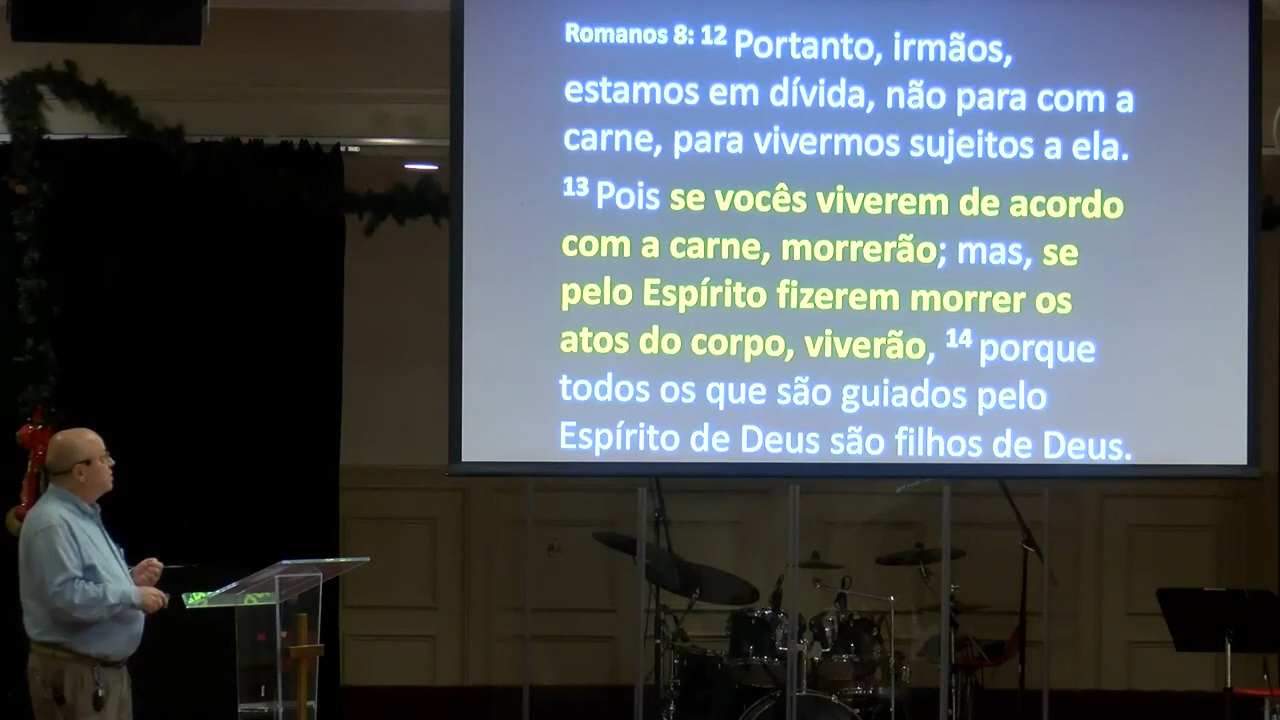 Romanos 8: 12 Portanto, irmãos,
estamos em dívida, não para com a
carne, para vivermos sujeitos a ela.
13 Pois se vocês viverem de acordo
com a carne, morrerão; mas, se
pelo Espírito fizerem morrer os
atos do corpo, viverão, 14 porque
todos os que são guiados pelo
Espírito de Deus são filhos de Deus.